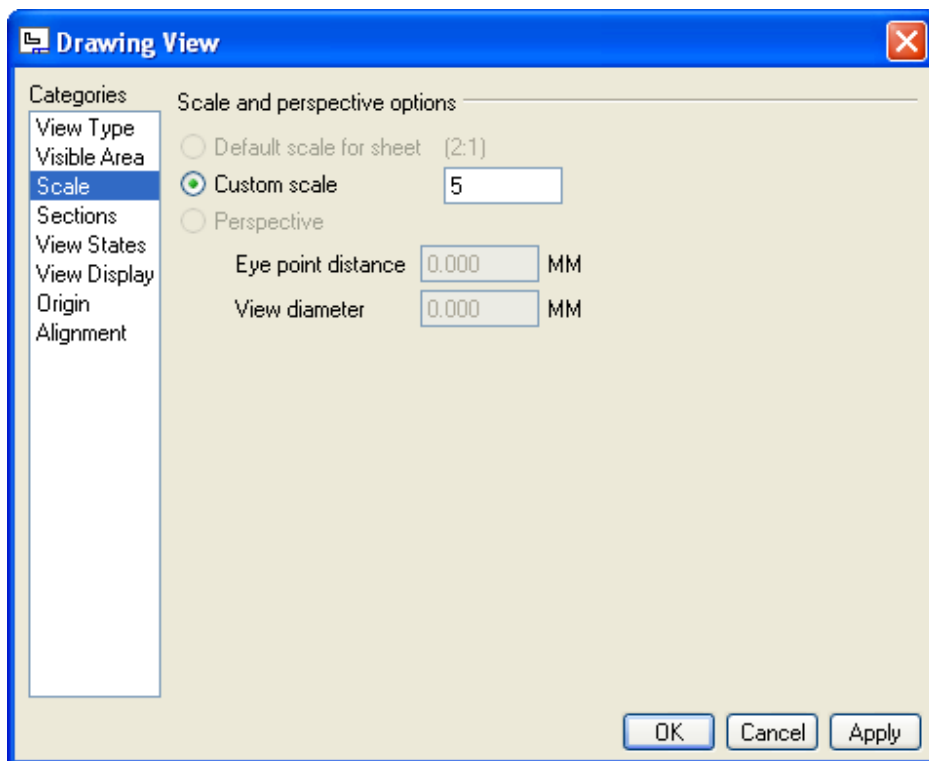 Drawing View
Categories
View Type
Visible Area
Scale
Sections
View States
View Display
Origin
Alignment
Scale and perspective options
Default scale for sheet (2:1)
Custom scale 5
Perspective
Eye point distance 0.000 MM
View diameter 0.000 MM
OK Cancel Apply